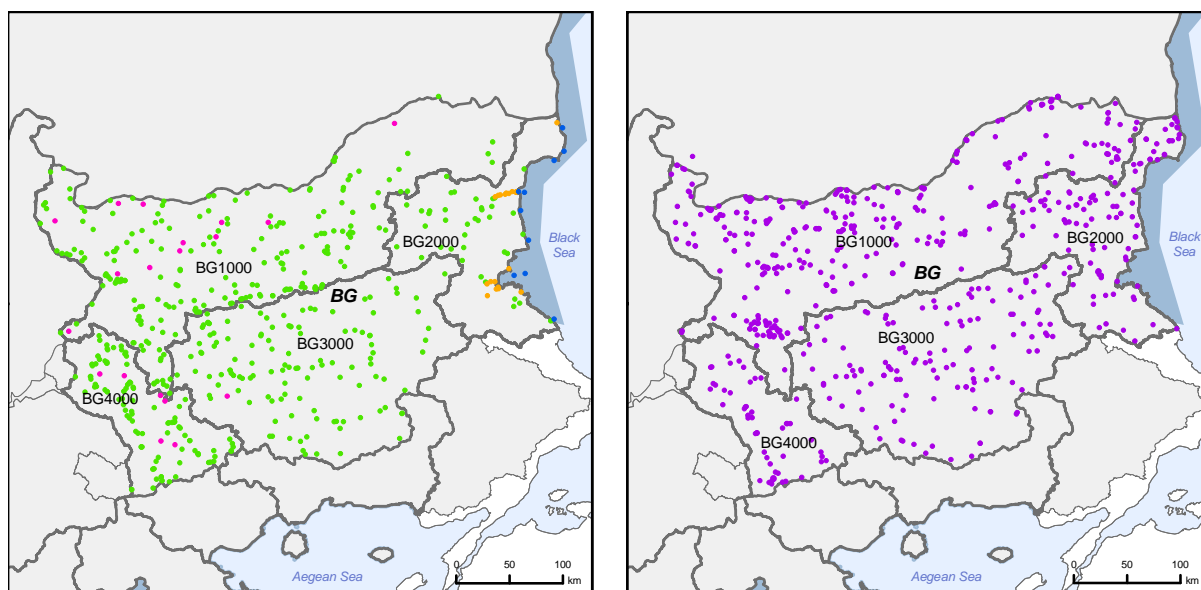 BG2000
Black
Sea
BG1000
BG
BG3000
BG4000
Aegean Sea
0 50 100
km
BG1000
BG2000
Black
Sea
BG
BG3000
BG4000
Aegean Sea
0 50 100
km